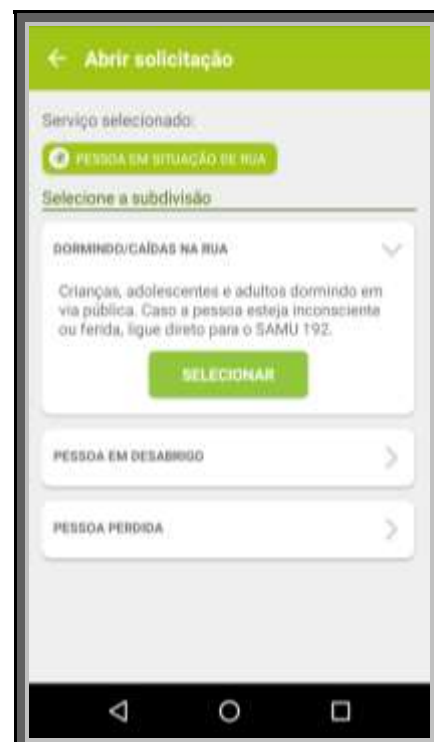 Abrir solicitação
Serviço selecionado:
PESSOA EM SITUAÇÃO DE RUA
Selecione a subdivisão
DORMINDO/CAÍDAS NA RUA
Crianças, adolescentes e adultos dormindo em
via pública. Caso a pessoa esteja inconsciente
ou ferida, ligue direto para o SAMU 192.
SELECIONAR
PESSOA EM DESABRIGO
PESSOA PERDIDA